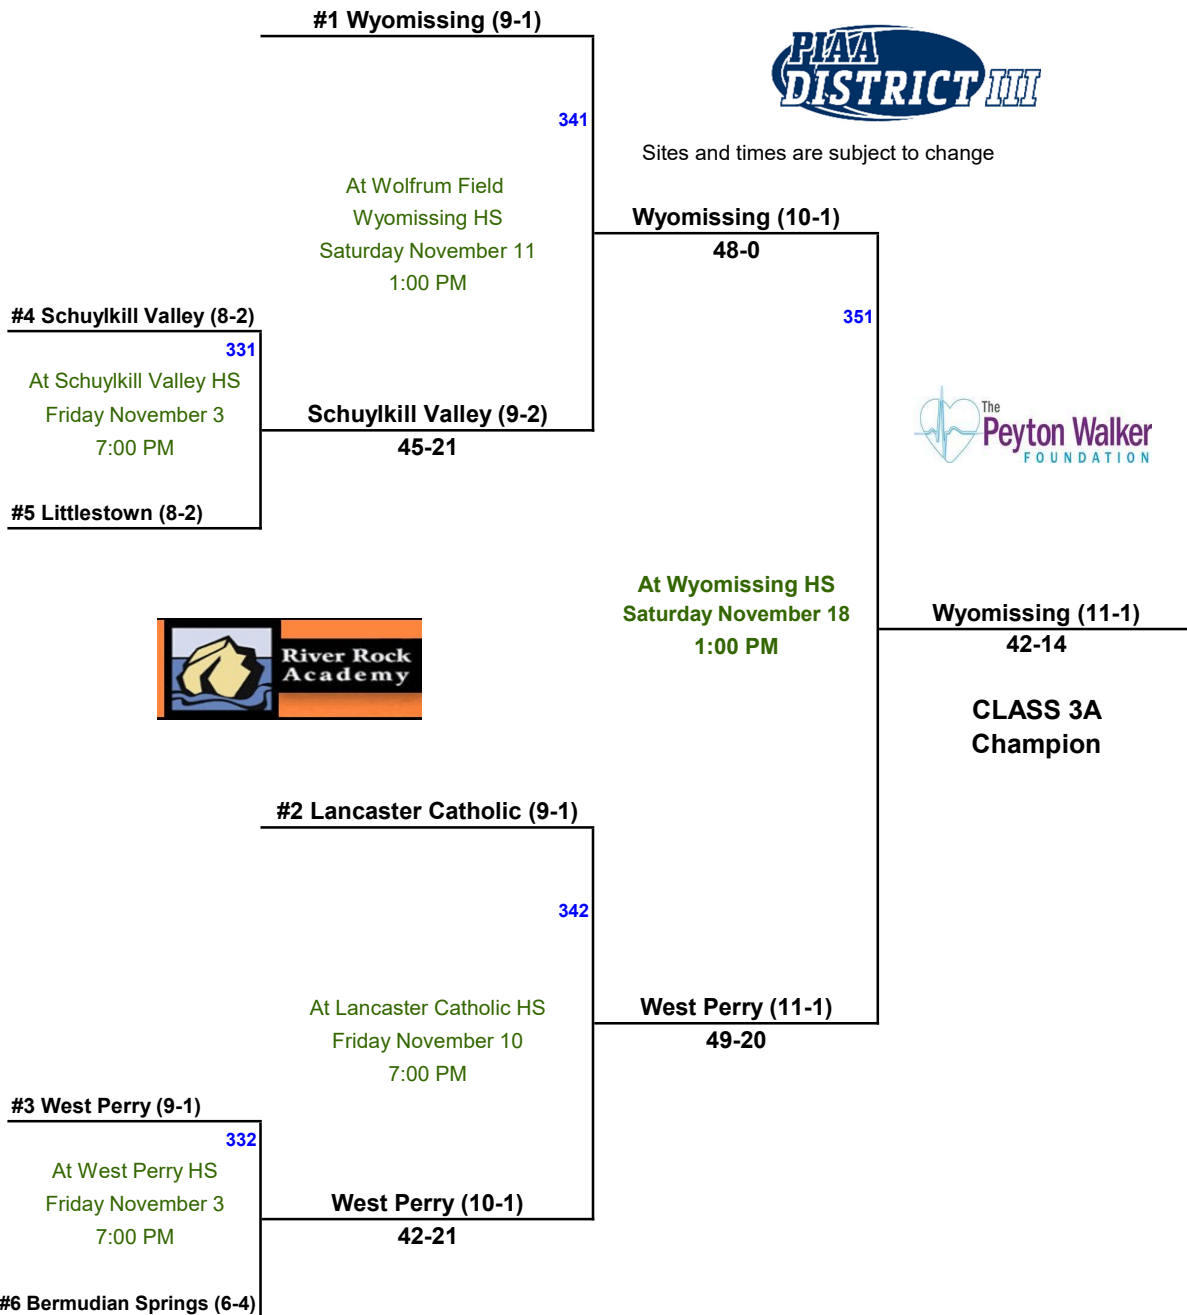 #1 Wyomissing (9-1)
PIAA
DISTRICT III
341
Sites and times are subject to change
At Wolfrum Field
Wyomissing HS
Saturday November 11
1:00 PM
Wyomissing (10-1)
48-0
#4 Schuylkill Valley (8-2)
331
351
At Schuylkill Valley HS
Friday November 3
7:00 PM
Schuylkill Valley (9-2)
45-21
The
Peyton Walker
FOUNDATION
#5 Littlestown (8-2)
At Wyomissing HS
Saturday November 18
1:00 PM
Wyomissing (11-1)
42-14
River Rock
Academy
CLASS 3A
Champion
#2 Lancaster Catholic (9-1)
342
At Lancaster Catholic HS
Friday November 10
7:00 PM
West Perry (11-1)
49-20
#3 West Perry (9-1)
332
At West Perry HS
Friday November 3
7:00 PM
West Perry (10-1)
42-21
#6 Bermudian Springs (6-4)